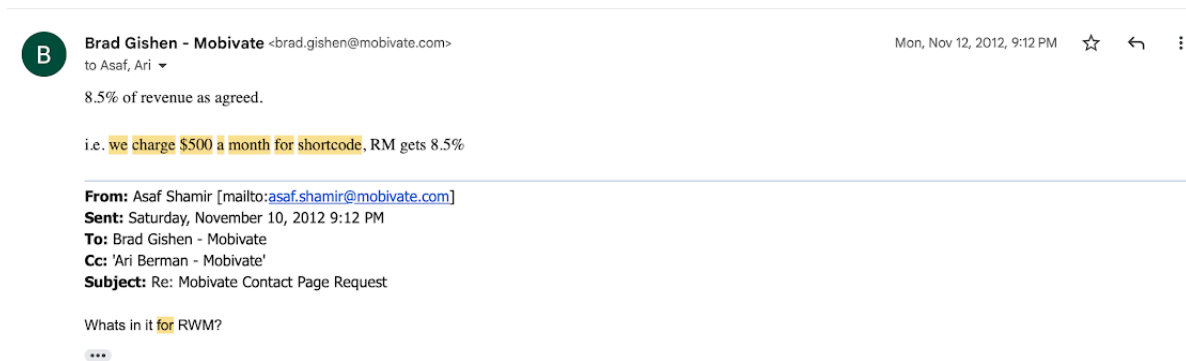 B
Brad Gishen - Mobivate <brad.gishen@mobivate.com>
Mon, Nov 12, 2012, 9:12 PM
to Asaf, Ari
8.5% of revenue as agreed.
i.e. we charge $500 a month for shortcode, RM gets 8.5%
From: Asaf Shamir [mailto:asaf.shamir@mobivate.com]
Sent: Saturday, November 10, 2012 9:12 PM
To: Brad Gishen - Mobivate
Cc: 'Ari Berman - Mobivate'
Subject: Re: Mobivate Contact Page Request
Whats in it for RWM?